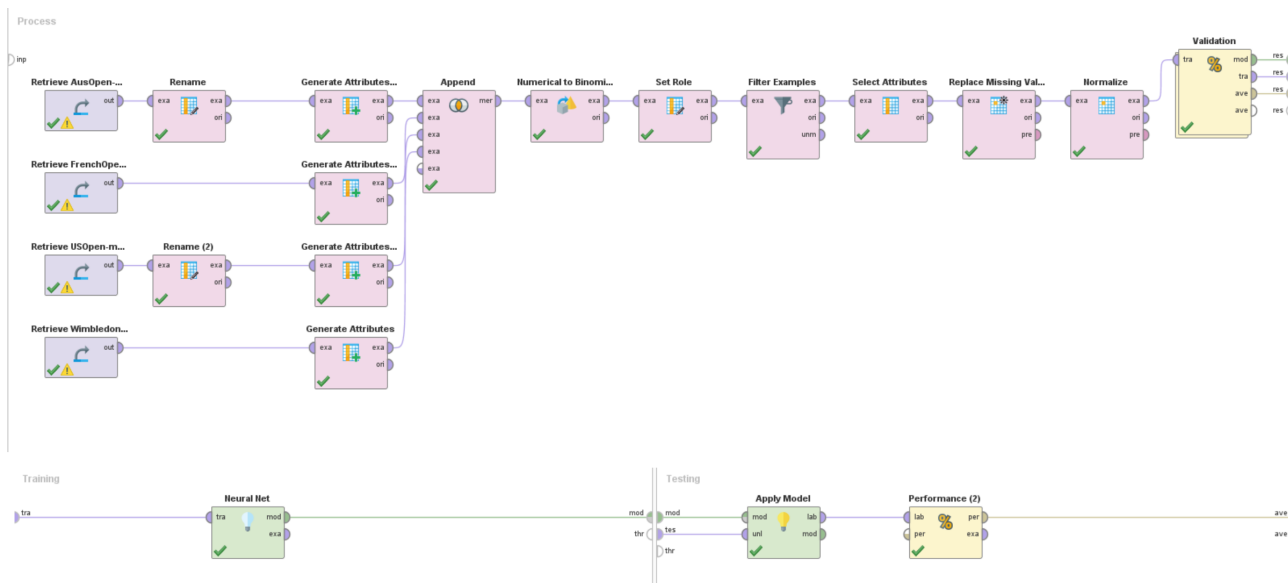 Process
inp
Validation
tra mod res
tra res
ave res
ave res
Retrieve AusOpen-... Rename Generate Attributes... Append Numerical to Binomi... Set Role Filter Examples Select Attributes Replace Missing Val... Normalize
out exa exa exa exa exa mer exa exa exa exa exa exa exa exa exa exa exa exa
ori ori exa ori ori ori ori ori ori
exa unm pre pre
exa
Retrieve FrenchOpe... Generate Attributes... exa
out exa exa
ori
Retrieve USOpen-m... Rename (2) Generate Attributes...
out exa exa exa exa
ori ori
Retrieve Wimbledon... Generate Attributes
out exa exa
ori
Training Testing
Neural Net Apply Model Performance (2)
tra tra mod mod mod mod lab lab per ave
exa thr tes unl mod per exa ave
thr